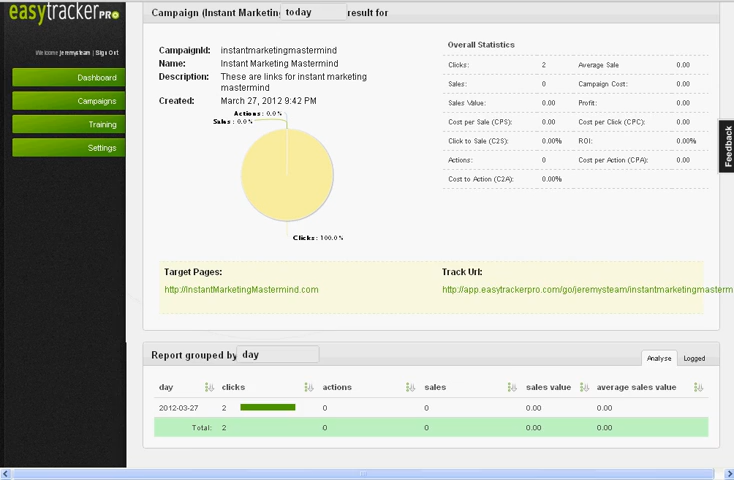 easytracker PRO
Welcome jeremysteam | Sign Out
Dashboard
Campaigns
Training
Settings
Campaign (Instant Marketin today result for
CampaignId: instantmarketingmastermind
Name: Instant Marketing Mastermind
Description: These are links for instant marketing
mastermind
Created: March 27, 2012 9:42 PM
Actions: 0.0%
Sales: 0.0%
Clicks: 100.0%
Overall Statistics
Clicks: 2 Average Sale 0.00
Sales: 0 Campaign Cost: 0.00
Sales Value: 0.00 Profit: 0.00
Cost per Sale (CPS): 0.00 Cost per Click (CPC): 0.00
Click to Sale (C2S): 0.00% ROI: 0.00%
Actions: 0 Cost per Action (CPA): 0.00
Cost to Action (C2A): 0.00%
Feedback
Target Pages: Track Url:
http://InstantMarketingMastermind.com http://app.easytrackerpro.com/go/jeremysteam/instantmarketingmasterm
Report grouped by day
Analyse Logged
day clicks actions sales sales value average sales value
2012-03-27 2 0 0 0.00 0.00
Total: 2 0 0 0.00 0.00